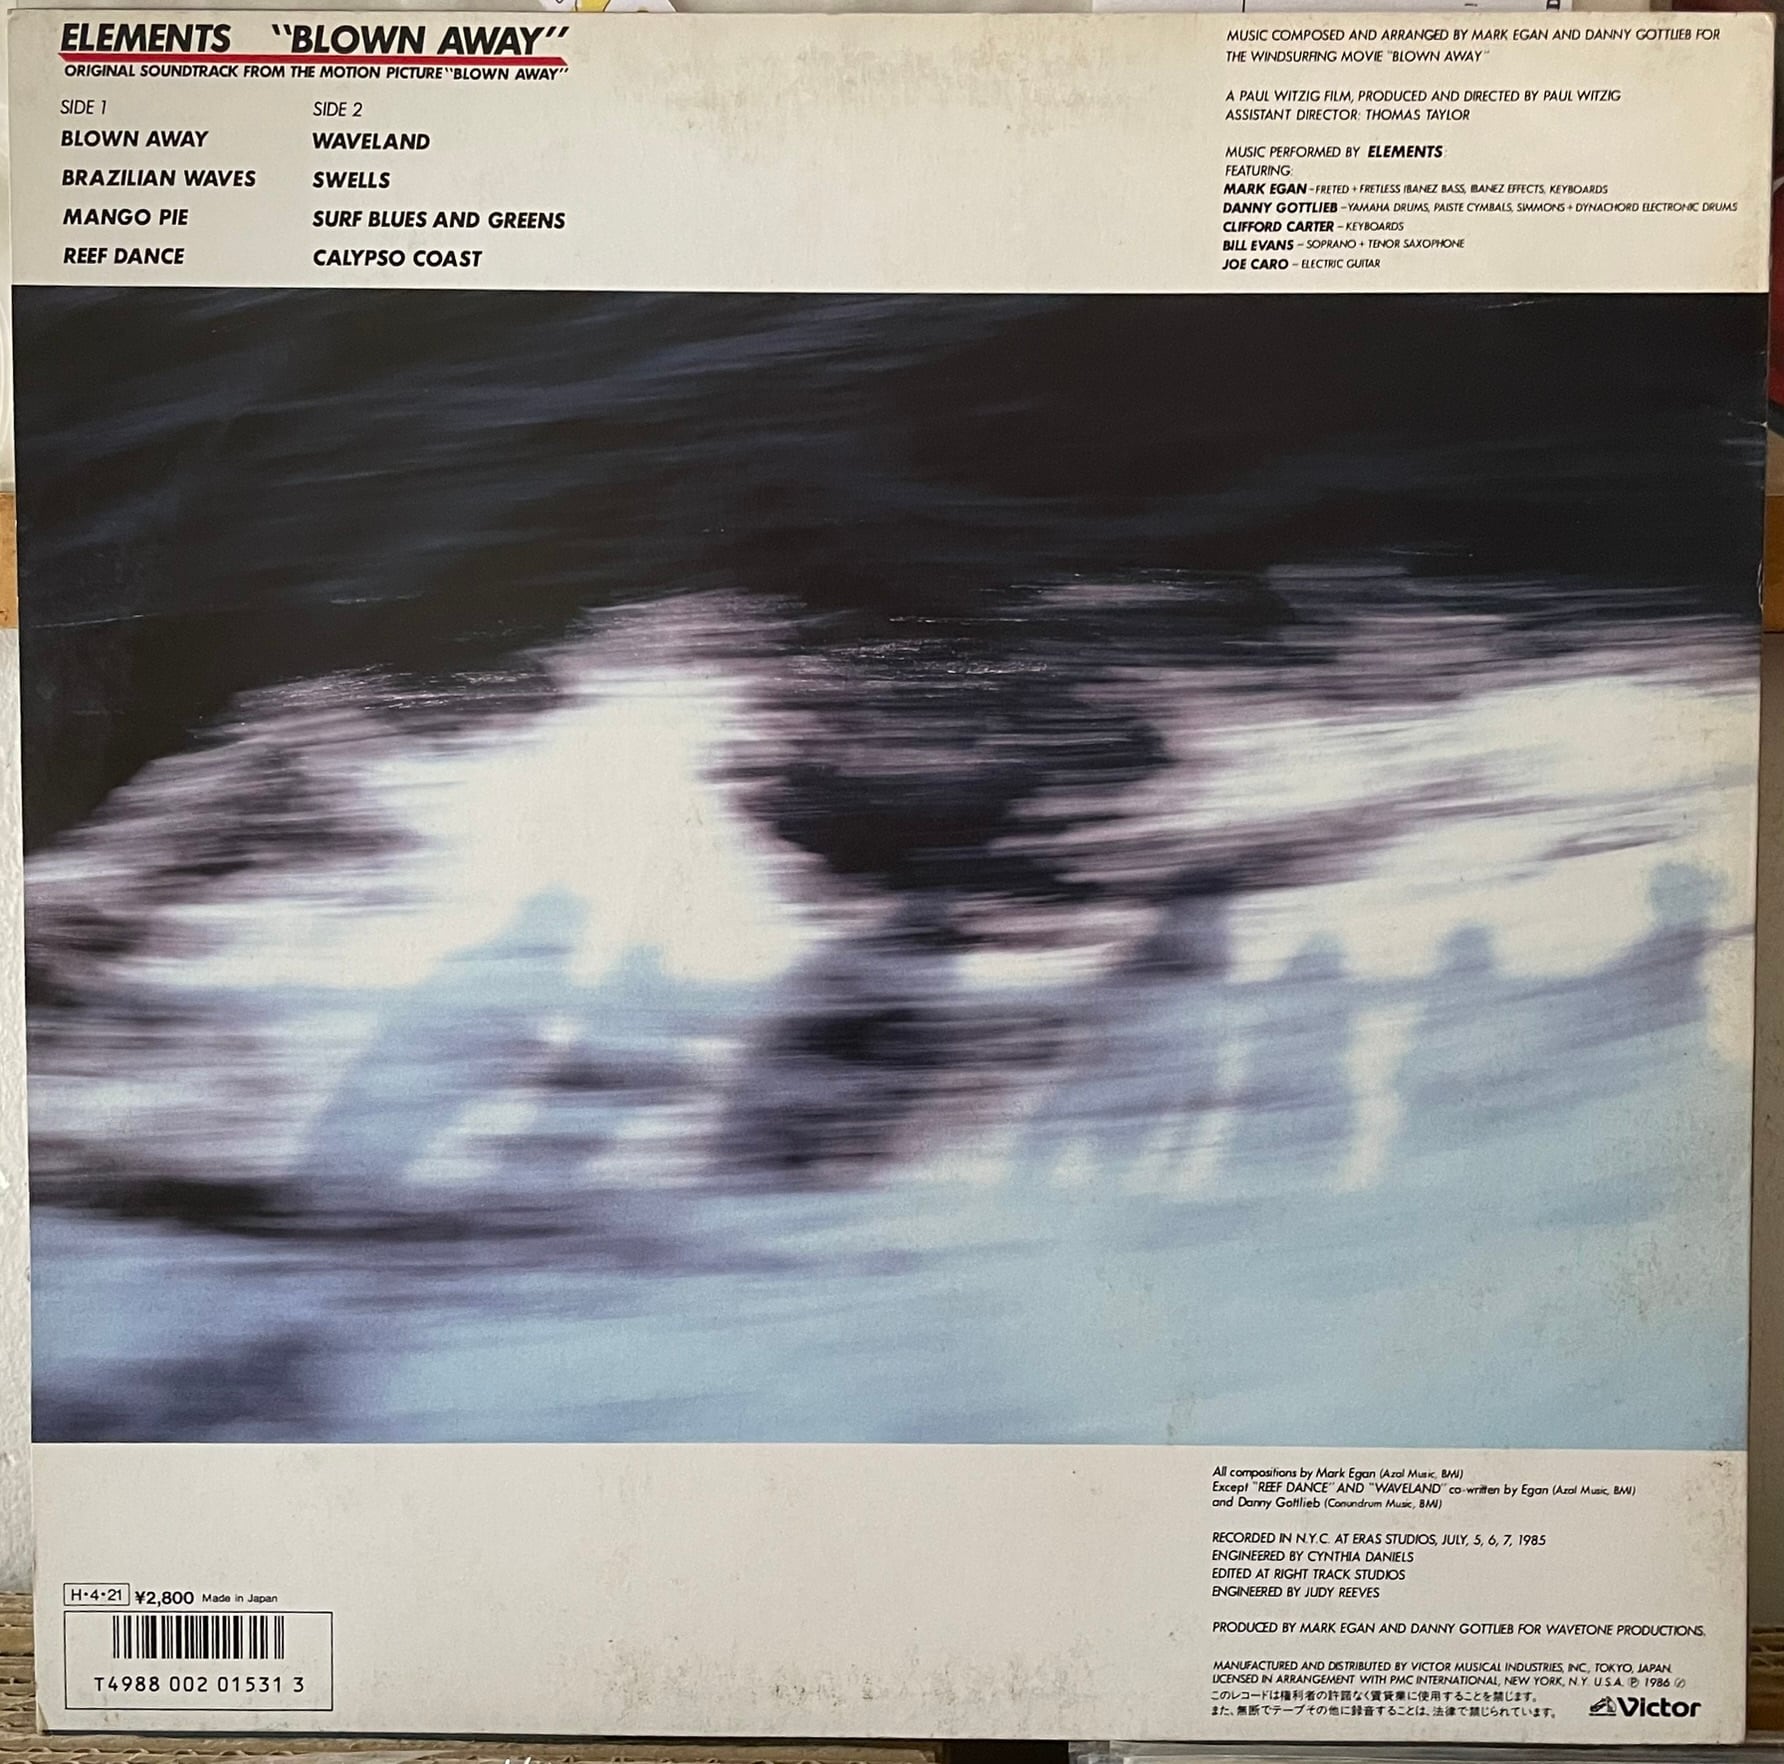 ELEMENTS "BLOWN AWAY"
ORIGINAL SOUNDTRACK FROM THE MOTION PICTURE "BLOWN AWAY"
SIDE 1
BLOWN AWAY
BRAZILIAN WAVES
MANGO PIE
REEF DANCE
SIDE 2
WAVELAND
SWELLS
SURF BLUES AND GREENS
CALYPSO COAST
MUSIC COMPOSED AND ARRANGED BY MARK EGAN AND DANNY GOTTLIEB FOR
THE WINDSURFING MOVIE "BLOWN AWAY"
A PAUL WITZIG FILM, PRODUCED AND DIRECTED BY PAUL WITZIG
ASSISTANT DIRECTOR: THOMAS TAYLOR
MUSIC PERFORMED BY ELEMENTS
FEATURING:
MARK EGAN – FRETED + FRETLESS IBANEZ BASS, IBANEZ EFFECTS, KEYBOARDS
DANNY GOTTLIEB – YAMAHA DRUMS, PAISTE CYMBALS, SIMMONS + DYNACHORD ELECTRONIC DRUMS
CLIFFORD CARTER – KEYBOARDS
BILL EVANS – SOPRANO + TENOR SAXOPHONE
JOE CARO – ELECTRIC GUITAR
All compositions by Mark Egan (Azal Music, BMI)
Except "REEF DANCE" AND "WAVELAND" co-written by Egan (Azal Music, BMI)
and Danny Gottlieb (Conundrum Music, BMI)
RECORDED IN N.Y.C. AT ERAS STUDIOS, JULY, 5, 6, 7, 1985
ENGINEERED BY CYNTHIA DANIELS
EDITED AT RIGHT TRACK STUDIOS
ENGINEERED BY JUDY REEVES
PRODUCED BY MARK EGAN AND DANNY GOTTLIEB FOR WAVETONE PRODUCTIONS.
MANUFACTURED AND DISTRIBUTED BY VICTOR MUSICAL INDUSTRIES, INC., TOKYO, JAPAN.
LICENSED IN ARRANGEMENT WITH PMC INTERNATIONAL, NEW YORK, N.Y. U.S.A. Ⓟ 1986
このレコードは権利者の許諾なく賃貸業に使用することを禁じます。
また、無断でテープその他に録音することは、法律で禁じられています。
Victor
H・4・21 ¥2,800 Made in Japan
T4988 002 01531 3